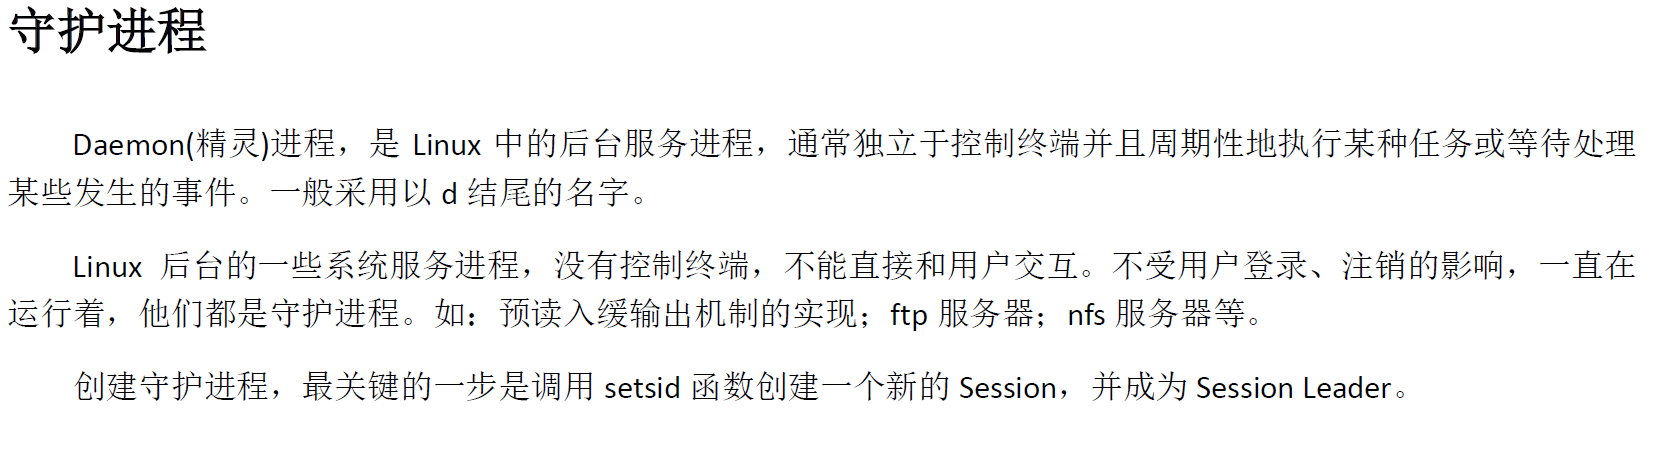 守护进程
Daemon(精灵)进程，是 Linux 中的后台服务进程，通常独立于控制终端并且周期性地执行某种任务或等待处理
某些发生的事件。一般采用以 d 结尾的名字。
Linux 后台的一些系统服务进程，没有控制终端，不能直接和用户交互。不受用户登录、注销的影响，一直在
运行着，他们都是守护进程。如：预读入缓输出机制的实现；ftp 服务器；nfs 服务器等。
创建守护进程，最关键的一步是调用 setsid 函数创建一个新的 Session，并成为 Session Leader。